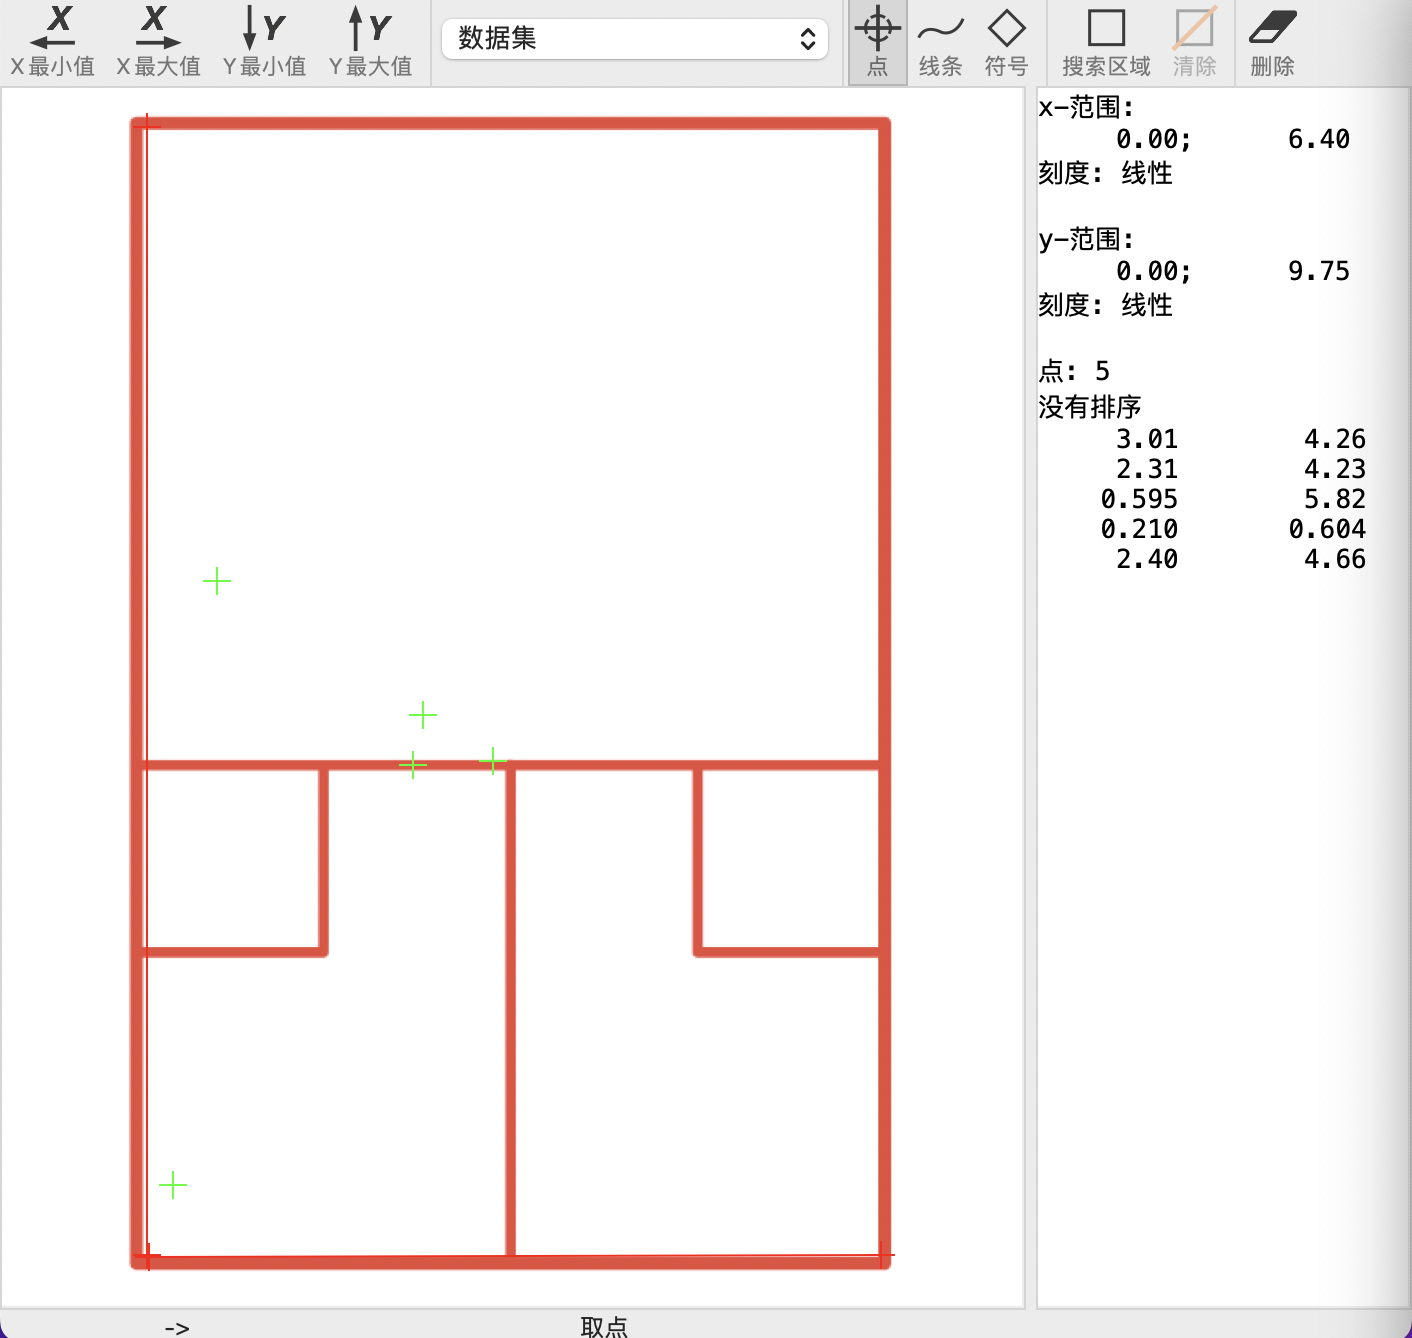 X X Y Y
X 最小值 X 最大值 Y 最小值 Y 最大值
数据集
点 线条 符号 搜索区域 清除 删除
x-范围:
0.00; 6.40
刻度: 线性
y-范围:
0.00; 9.75
刻度: 线性
点: 5
没有排序
3.01 4.26
2.31 4.23
0.595 5.82
0.210 0.604
2.40 4.66
-> 取点